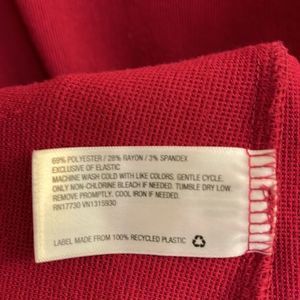 69% POLYESTER / 28% RAYON / 3% SPANDEX
EXCLUSIVE OF ELASTIC
MACHINE WASH COLD WITH LIKE COLORS, GENTLE CYCLE.
ONLY NON-CHLORINE BLEACH IF NEEDED. TUMBLE DRY LOW.
REMOVE PROMPTLY. COOL IRON IF NEEDED.
RN17730 VN1315930
LABEL MADE FROM 100% RECYCLED PLASTIC